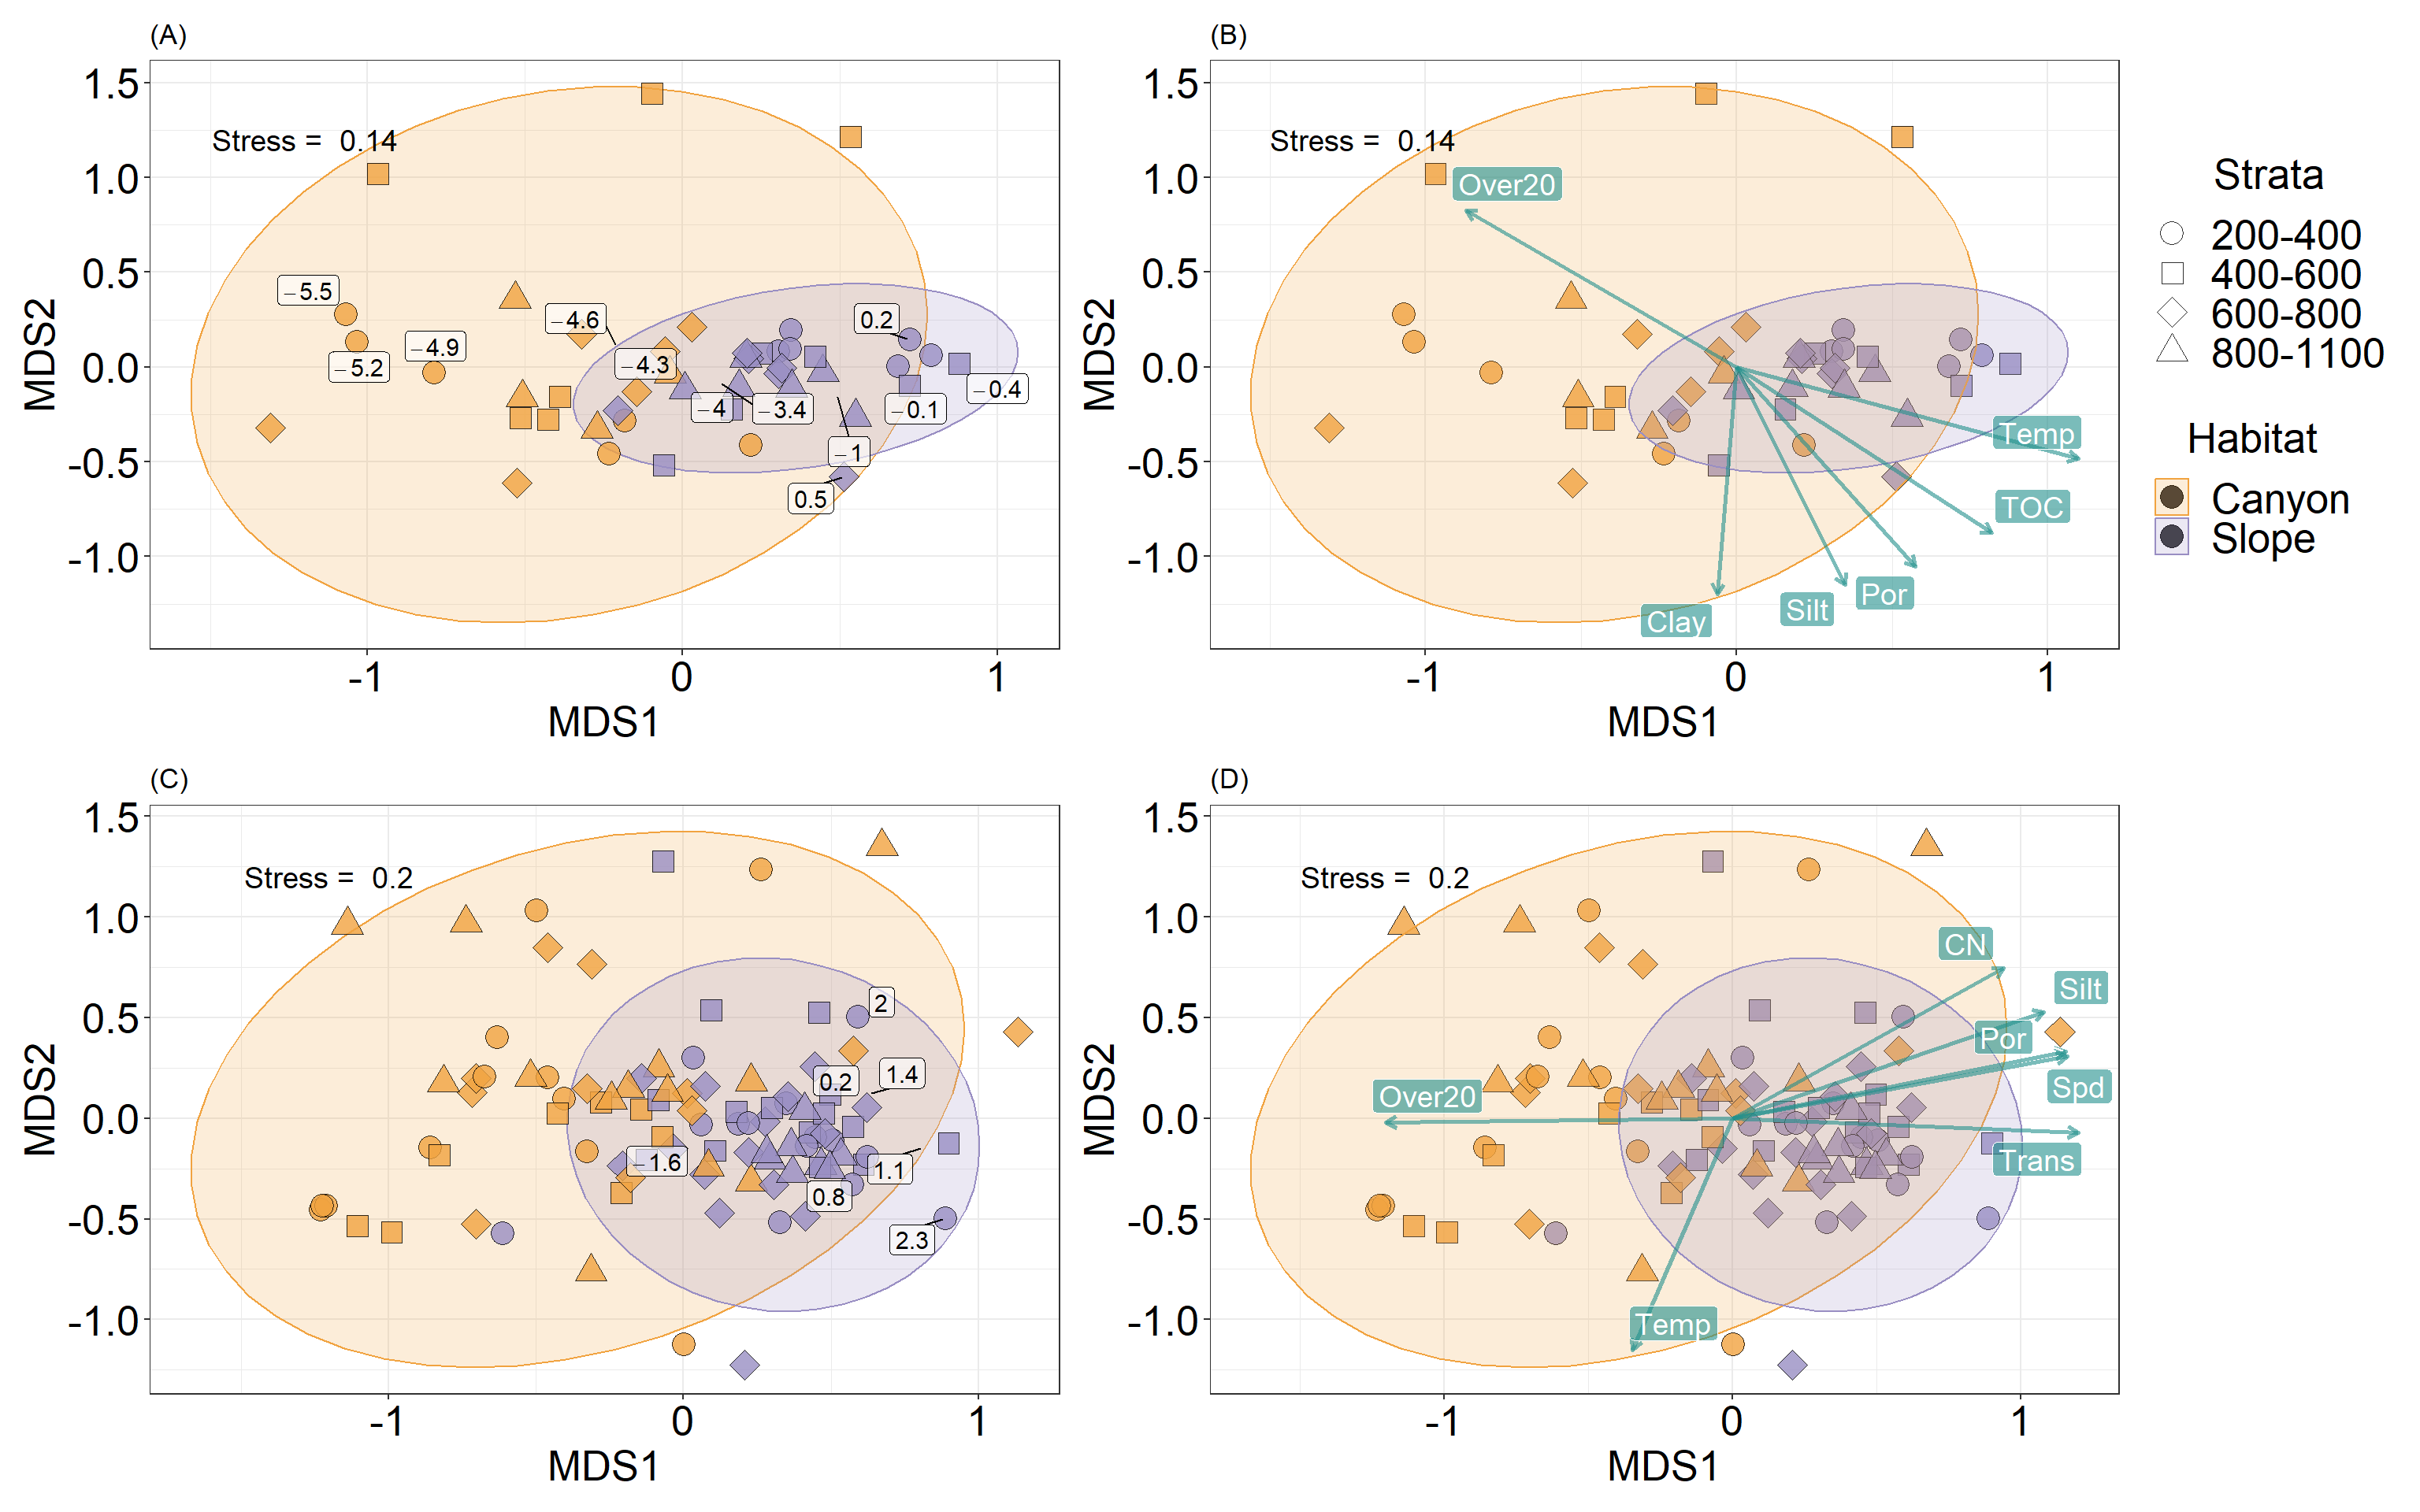 (A)
1.5
1.0
0.5
0.0
-0.5
-1.0
MDS2
Stress = 0.14
−5.5
−5.2
−4.9
−4.6
−4.3
−4
−3.4
−1
0.5
0.2
−0.1
−0.4
-1
0
1
MDS1
(B)
1.5
1.0
0.5
0.0
-0.5
-1.0
MDS2
Stress = 0.14
Over20
Temp
TOC
Por
Silt
Clay
-1
0
1
MDS1
Strata
200-400
400-600
600-800
800-1100
Habitat
Canyon
Slope
(C)
1.5
1.0
0.5
0.0
-0.5
-1.0
MDS2
Stress = 0.2
2
0.2
1.4
−1.6
1.1
0.8
2.3
-1
0
1
MDS1
(D)
1.5
1.0
0.5
0.0
-0.5
-1.0
MDS2
Stress = 0.2
CN
Silt
Por
Spd
Over20
Trans
Temp
-1
0
1
MDS1